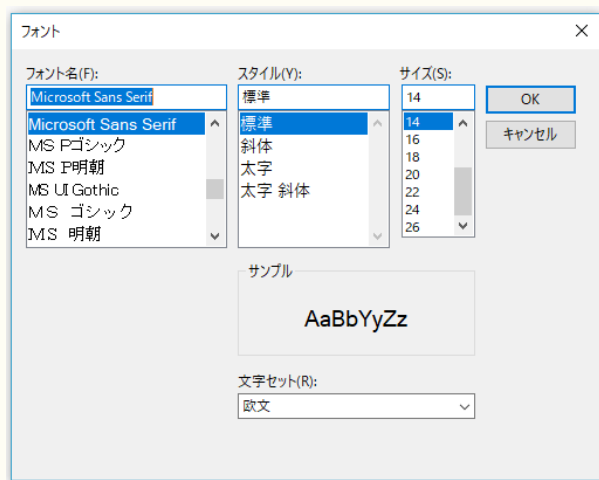 フォント
フォント名(F):
Microsoft Sans Serif
Microsoft Sans Serif
MS Pゴシック
MS P明朝
MS UI Gothic
ＭＳ ゴシック
ＭＳ 明朝
スタイル(Y):
標準
標準
斜体
太字
太字 斜体
サイズ(S):
14
14
16
18
20
22
24
26
OK
キャンセル
サンプル
AaBbYyZz
文字セット(R):
欧文